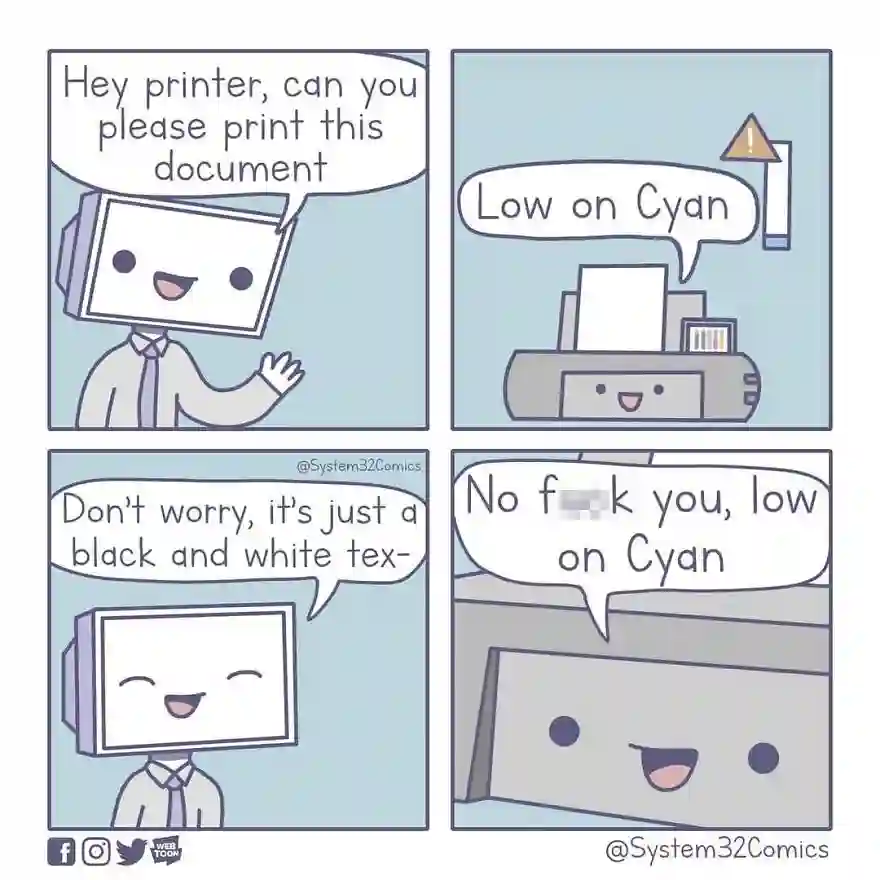 Hey printer, can you
please print this
document
!
Low on Cyan
@System32Comics
Don't worry, it's just a
black and white tex-
No f k you, low
on Cyan
f
WEB
TOON
@System32Comics